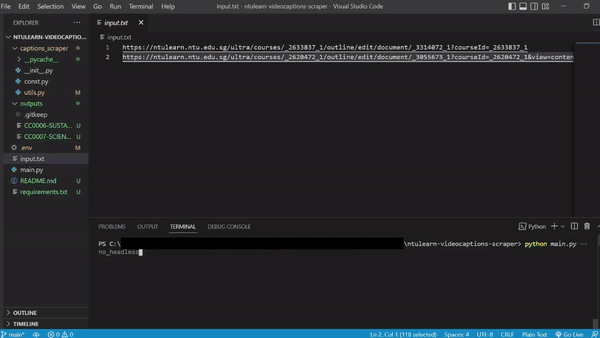 File Edit Selection View Go Run Terminal Help input.txt - ntulearn-videocaptions-scraper - Visual Studio Code
EXPLORER ...
input.txt
NTULEARN-VIDEOCAPTIO...
captions_scraper
__pycache__
__init__.py
const.py
utils.py M
outputs
.gitkeep
CC0006-SUSTA... U
CC0007-SCIEN... U
.env M
input.txt
main.py
README.md U
requirements.txt U
OUTLINE
TIMELINE
input.txt
1 https://ntulearn.ntu.edu.sg/ultra/courses/_2633837_1/outline/edit/document/_3314072_1?courseId=_2633837_1
2 https://ntulearn.ntu.edu.sg/ultra/courses/_2620472_1/outline/edit/document/_3055673_1?courseId=_2620472_1&view=conten
PROBLEMS OUTPUT TERMINAL DEBUG CONSOLE Python
PS C:\ \ntulearn-videocaptions-scraper> python main.py --
no_headless
main* 0 0 Ln 2, Col 1 (118 selected) Spaces: 4 UTF-8 CRLF Plain Text Go Live